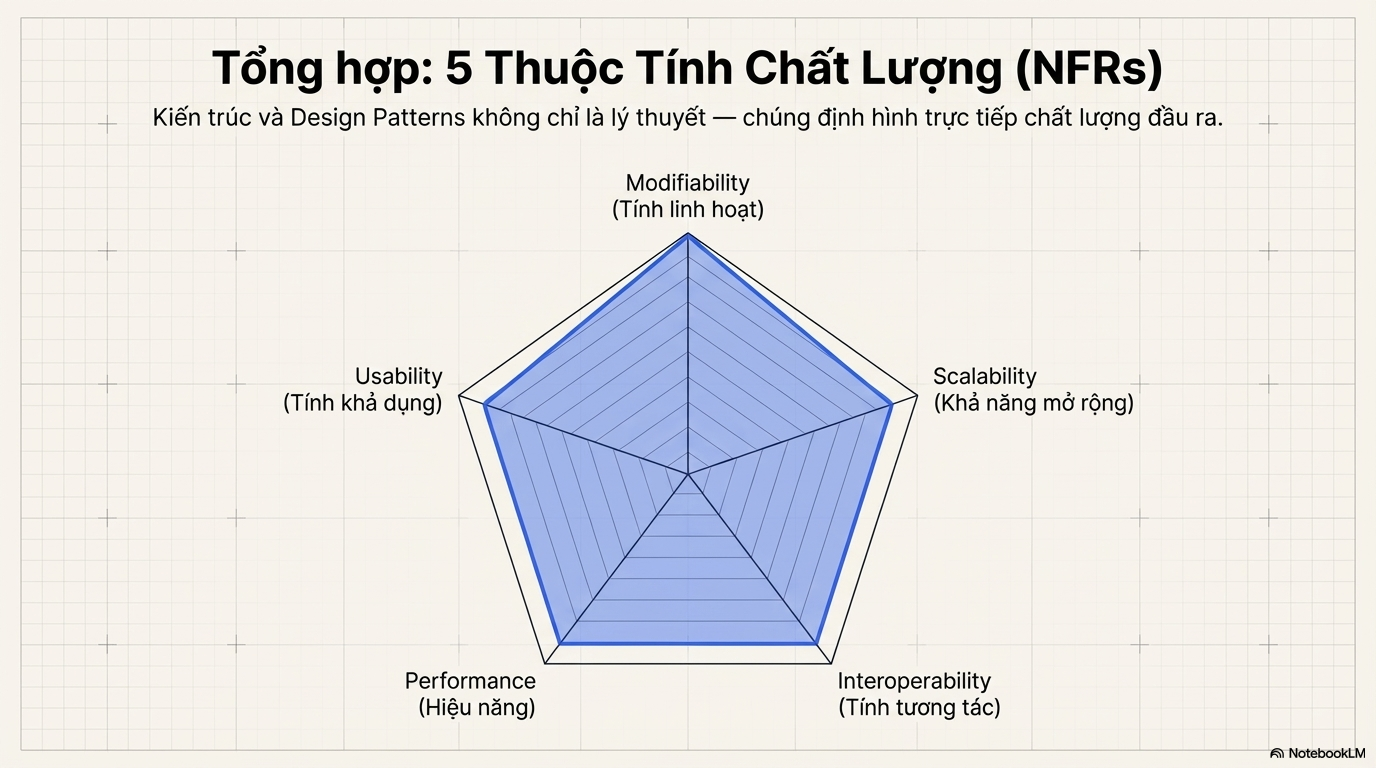 Tổng hợp: 5 Thuộc Tính Chất Lượng (NFRs)
Kiến trúc và Design Patterns không chỉ là lý thuyết — chúng định hình trực tiếp chất lượng đầu ra.
Modifiability
(Tính linh hoạt)
Usability
(Tính khả dụng)
Scalability
(Khả năng mở rộng)
Performance
(Hiệu năng)
Interoperability
(Tính tương tác)
NotebookLM